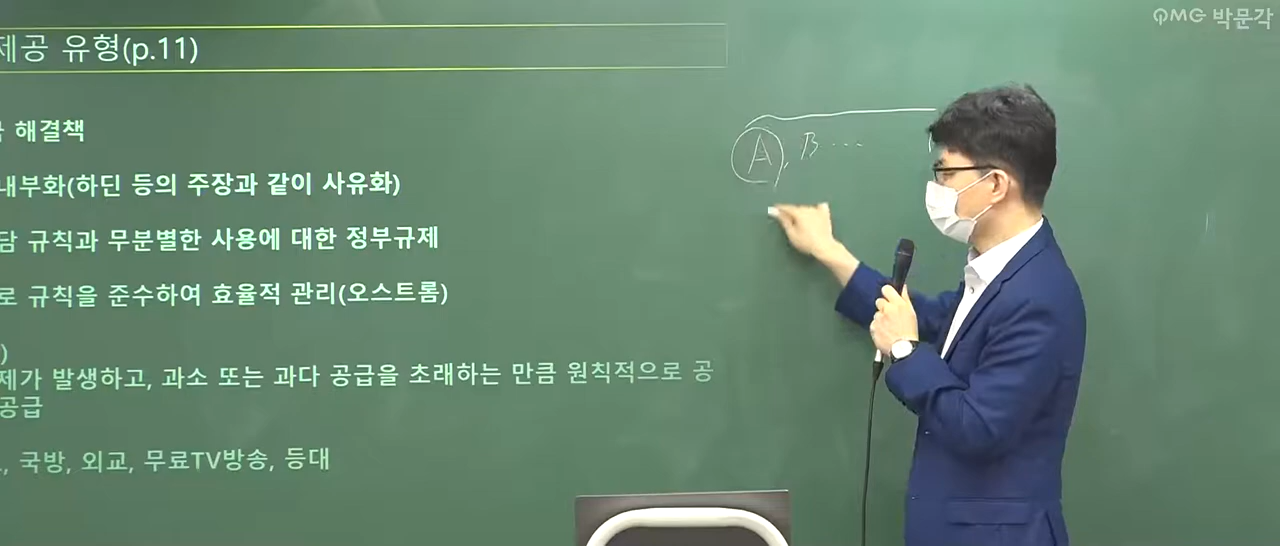 PMG 박문각
제공 유형(p.11)
해결책
내부화(하딘 등의 주장과 같이 사유화)
담 규칙과 무분별한 사용에 대한 정부규제
로 규칙을 준수하여 효율적 관리(오스트롬)
)
제가 발생하고, 과소 또는 과다 공급을 초래하는 만큼 원칙적으로 공
공급
, 국방, 외교, 무료TV방송, 등대
A, B ...